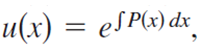 u(x) = e^{∫P(x) dx},